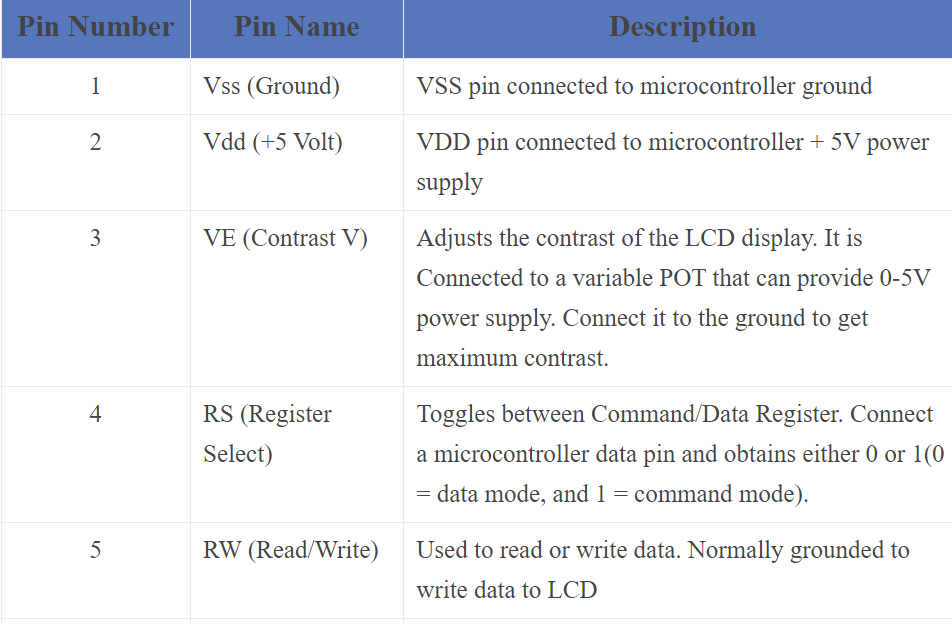 Pin Number Pin Name Description
1 Vss (Ground) VSS pin connected to microcontroller ground
2 Vdd (+5 Volt) VDD pin connected to microcontroller + 5V power
supply
3 VE (Contrast V) Adjusts the contrast of the LCD display. It is
Connected to a variable POT that can provide 0-5V
power supply. Connect it to the ground to get
maximum contrast.
4 RS (Register Toggles between Command/Data Register. Connect
Select) a microcontroller data pin and obtains either 0 or 1(0
= data mode, and 1 = command mode).
5 RW (Read/Write) Used to read or write data. Normally grounded to
write data to LCD